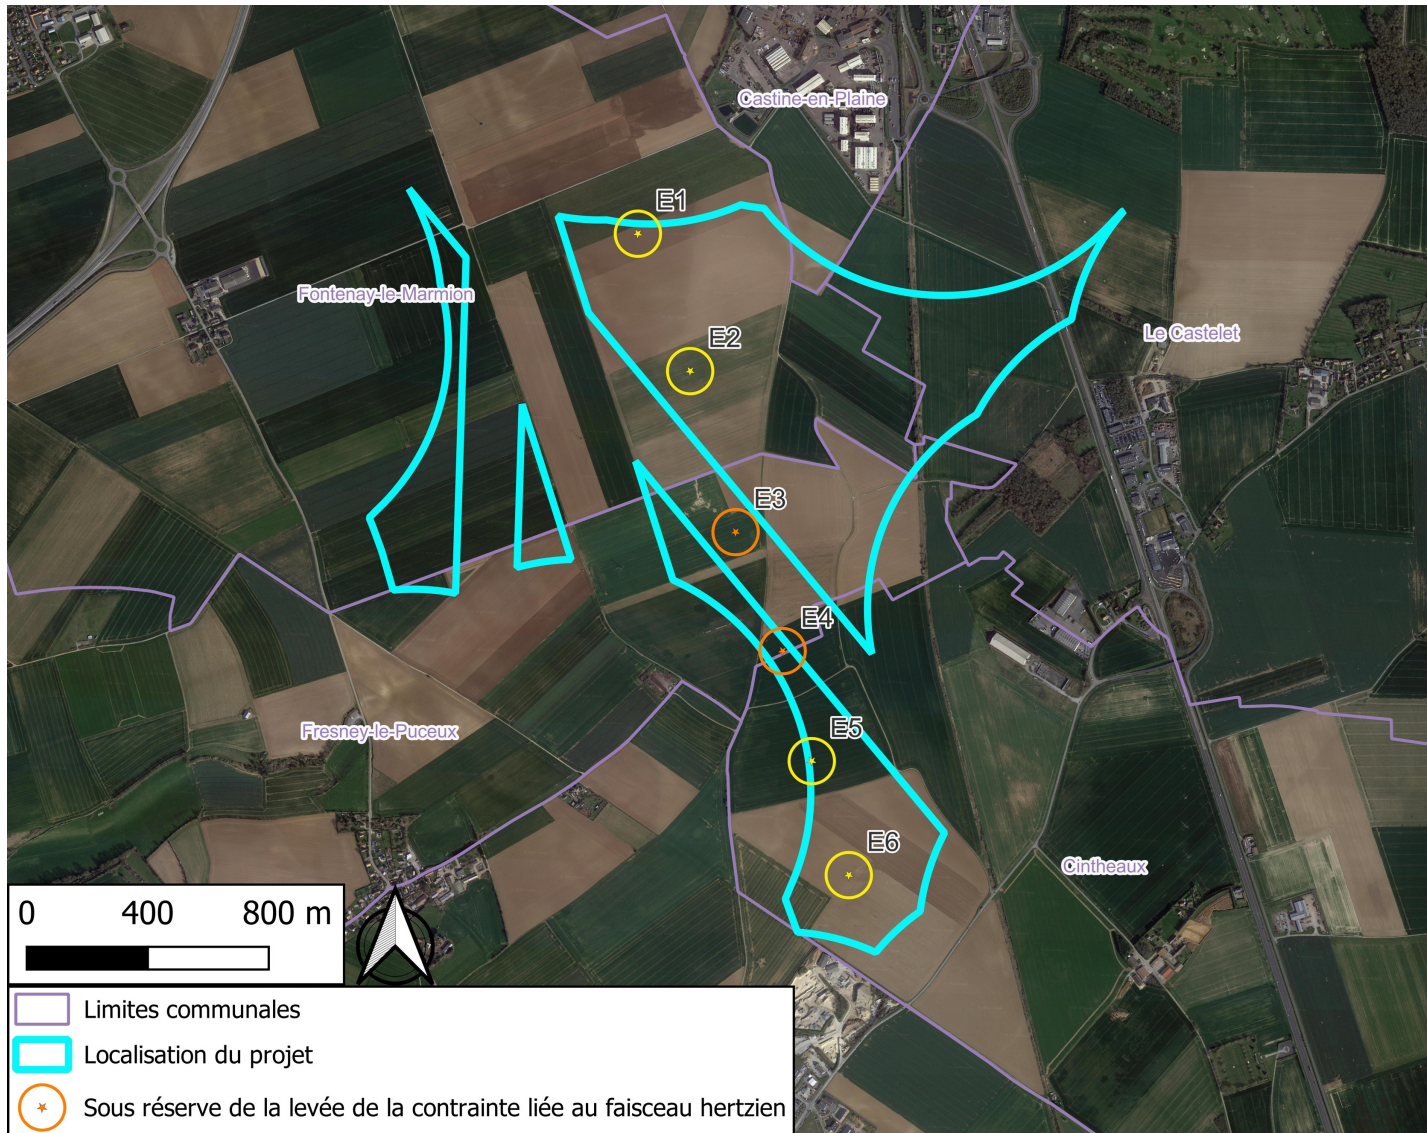 Castine-en-Plaine
E1
Fontenay-le-Marmion
E2
Le Castelet
E3
E4
Fresney-le-Puceux
E5
E6
Cintheaux
0 400 800 m
Limites communales
Localisation du projet
Sous réserve de la levée de la contrainte liée au faisceau hertzien